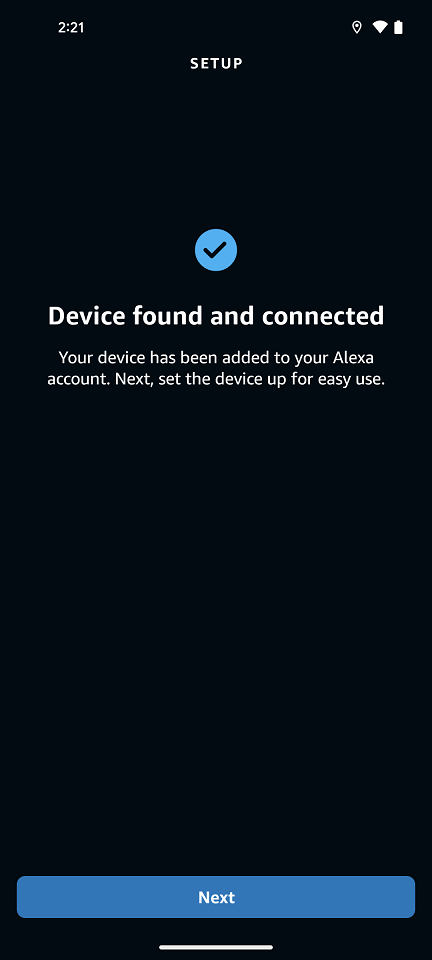 2:21
SETUP
Device found and connected
Your device has been added to your Alexa
account. Next, set the device up for easy use.
Next